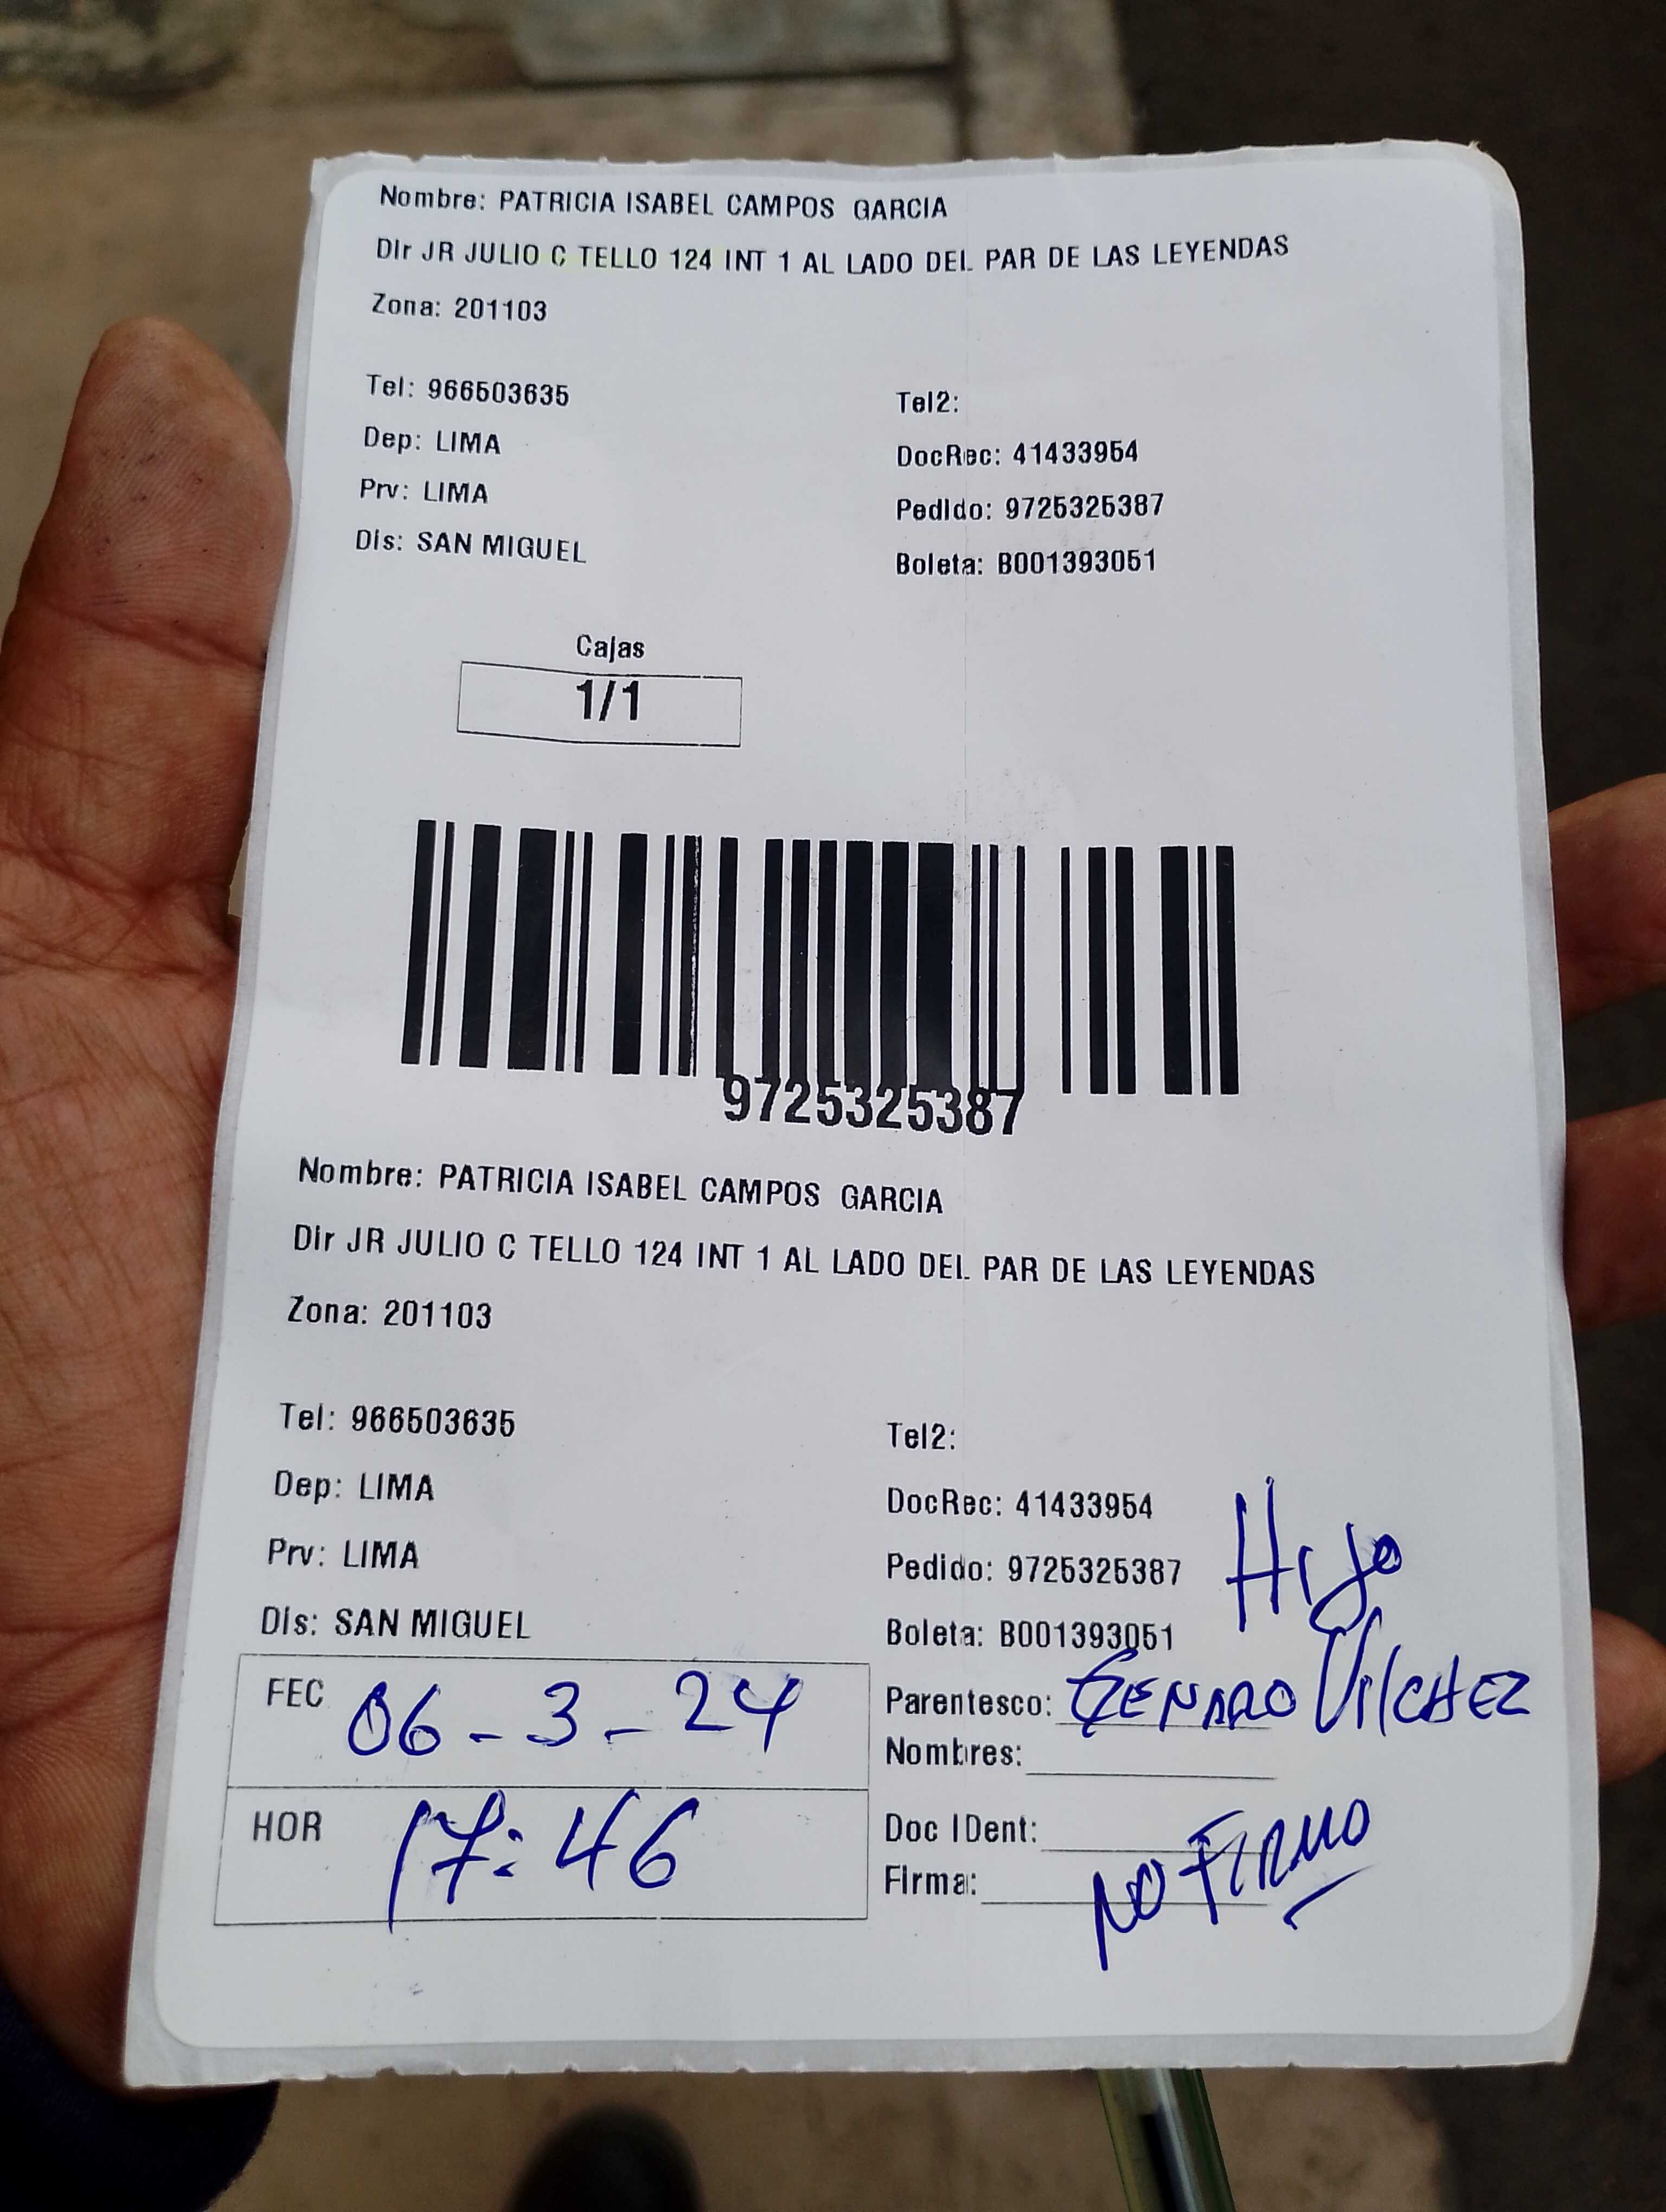 Nombre: PATRICIA ISABEL CAMPOS GARCIA
Dir JR JULIO C TELLO 124 INT 1 AL LADO DEL PAR DE LAS LEYENDAS
Zona: 201103
Tel: 966503635
Tel2:
Dep: LIMA
DocRec: 41433954
Prv: LIMA
Pedido: 9725325387
Dis: SAN MIGUEL
Boleta: B001393051
Cajas
1/1
9725325387
Nombre: PATRICIA ISABEL CAMPOS GARCIA
Dir JR JULIO C TELLO 124 INT 1 AL LADO DEL PAR DE LAS LEYENDAS
Zona: 201103
Tel: 966503635
Tel2:
Dep: LIMA
DocRec: 41433954
Prv: LIMA
Pedido: 9725325387 Hijo
Dis: SAN MIGUEL
Boleta: B001393051
FEC 06-3-24
Parentesco: GENARO VilCHEZ
Nombres:
HOR 17:46
Doc IDent:
Firma: NO FIRMO